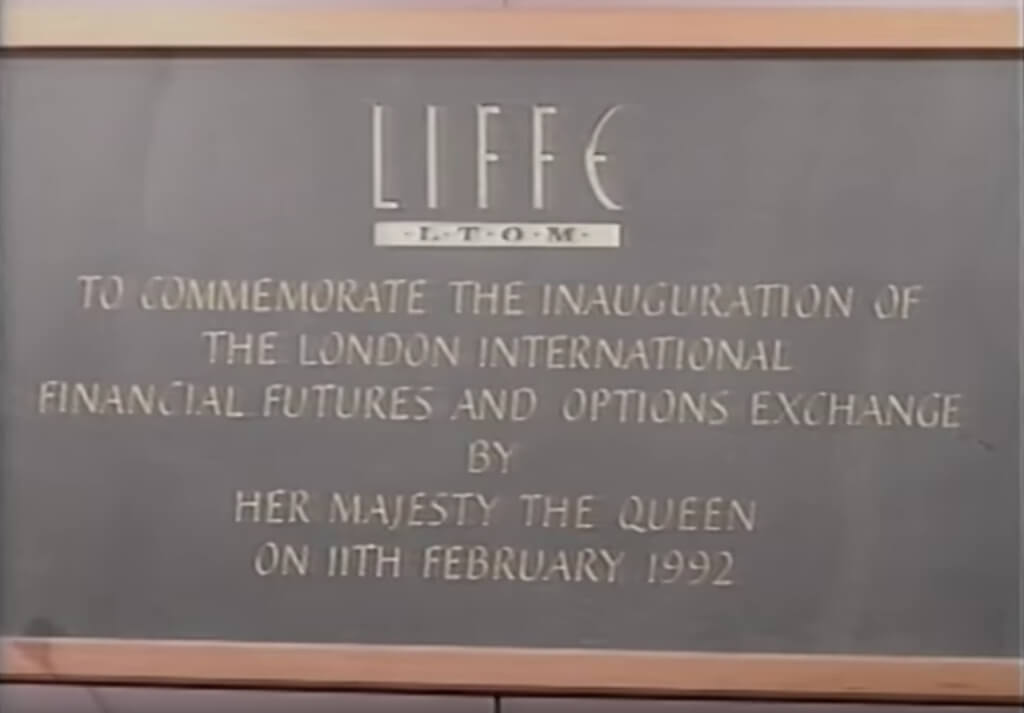 LIFFE
·L·T·O·M·
TO COMMEMORATE THE INAUGURATION OF
THE LONDON INTERNATIONAL
FINANCIAL FUTURES AND OPTIONS EXCHANGE
BY
HER MAJESTY THE QUEEN
ON 11TH FEBRUARY 1992